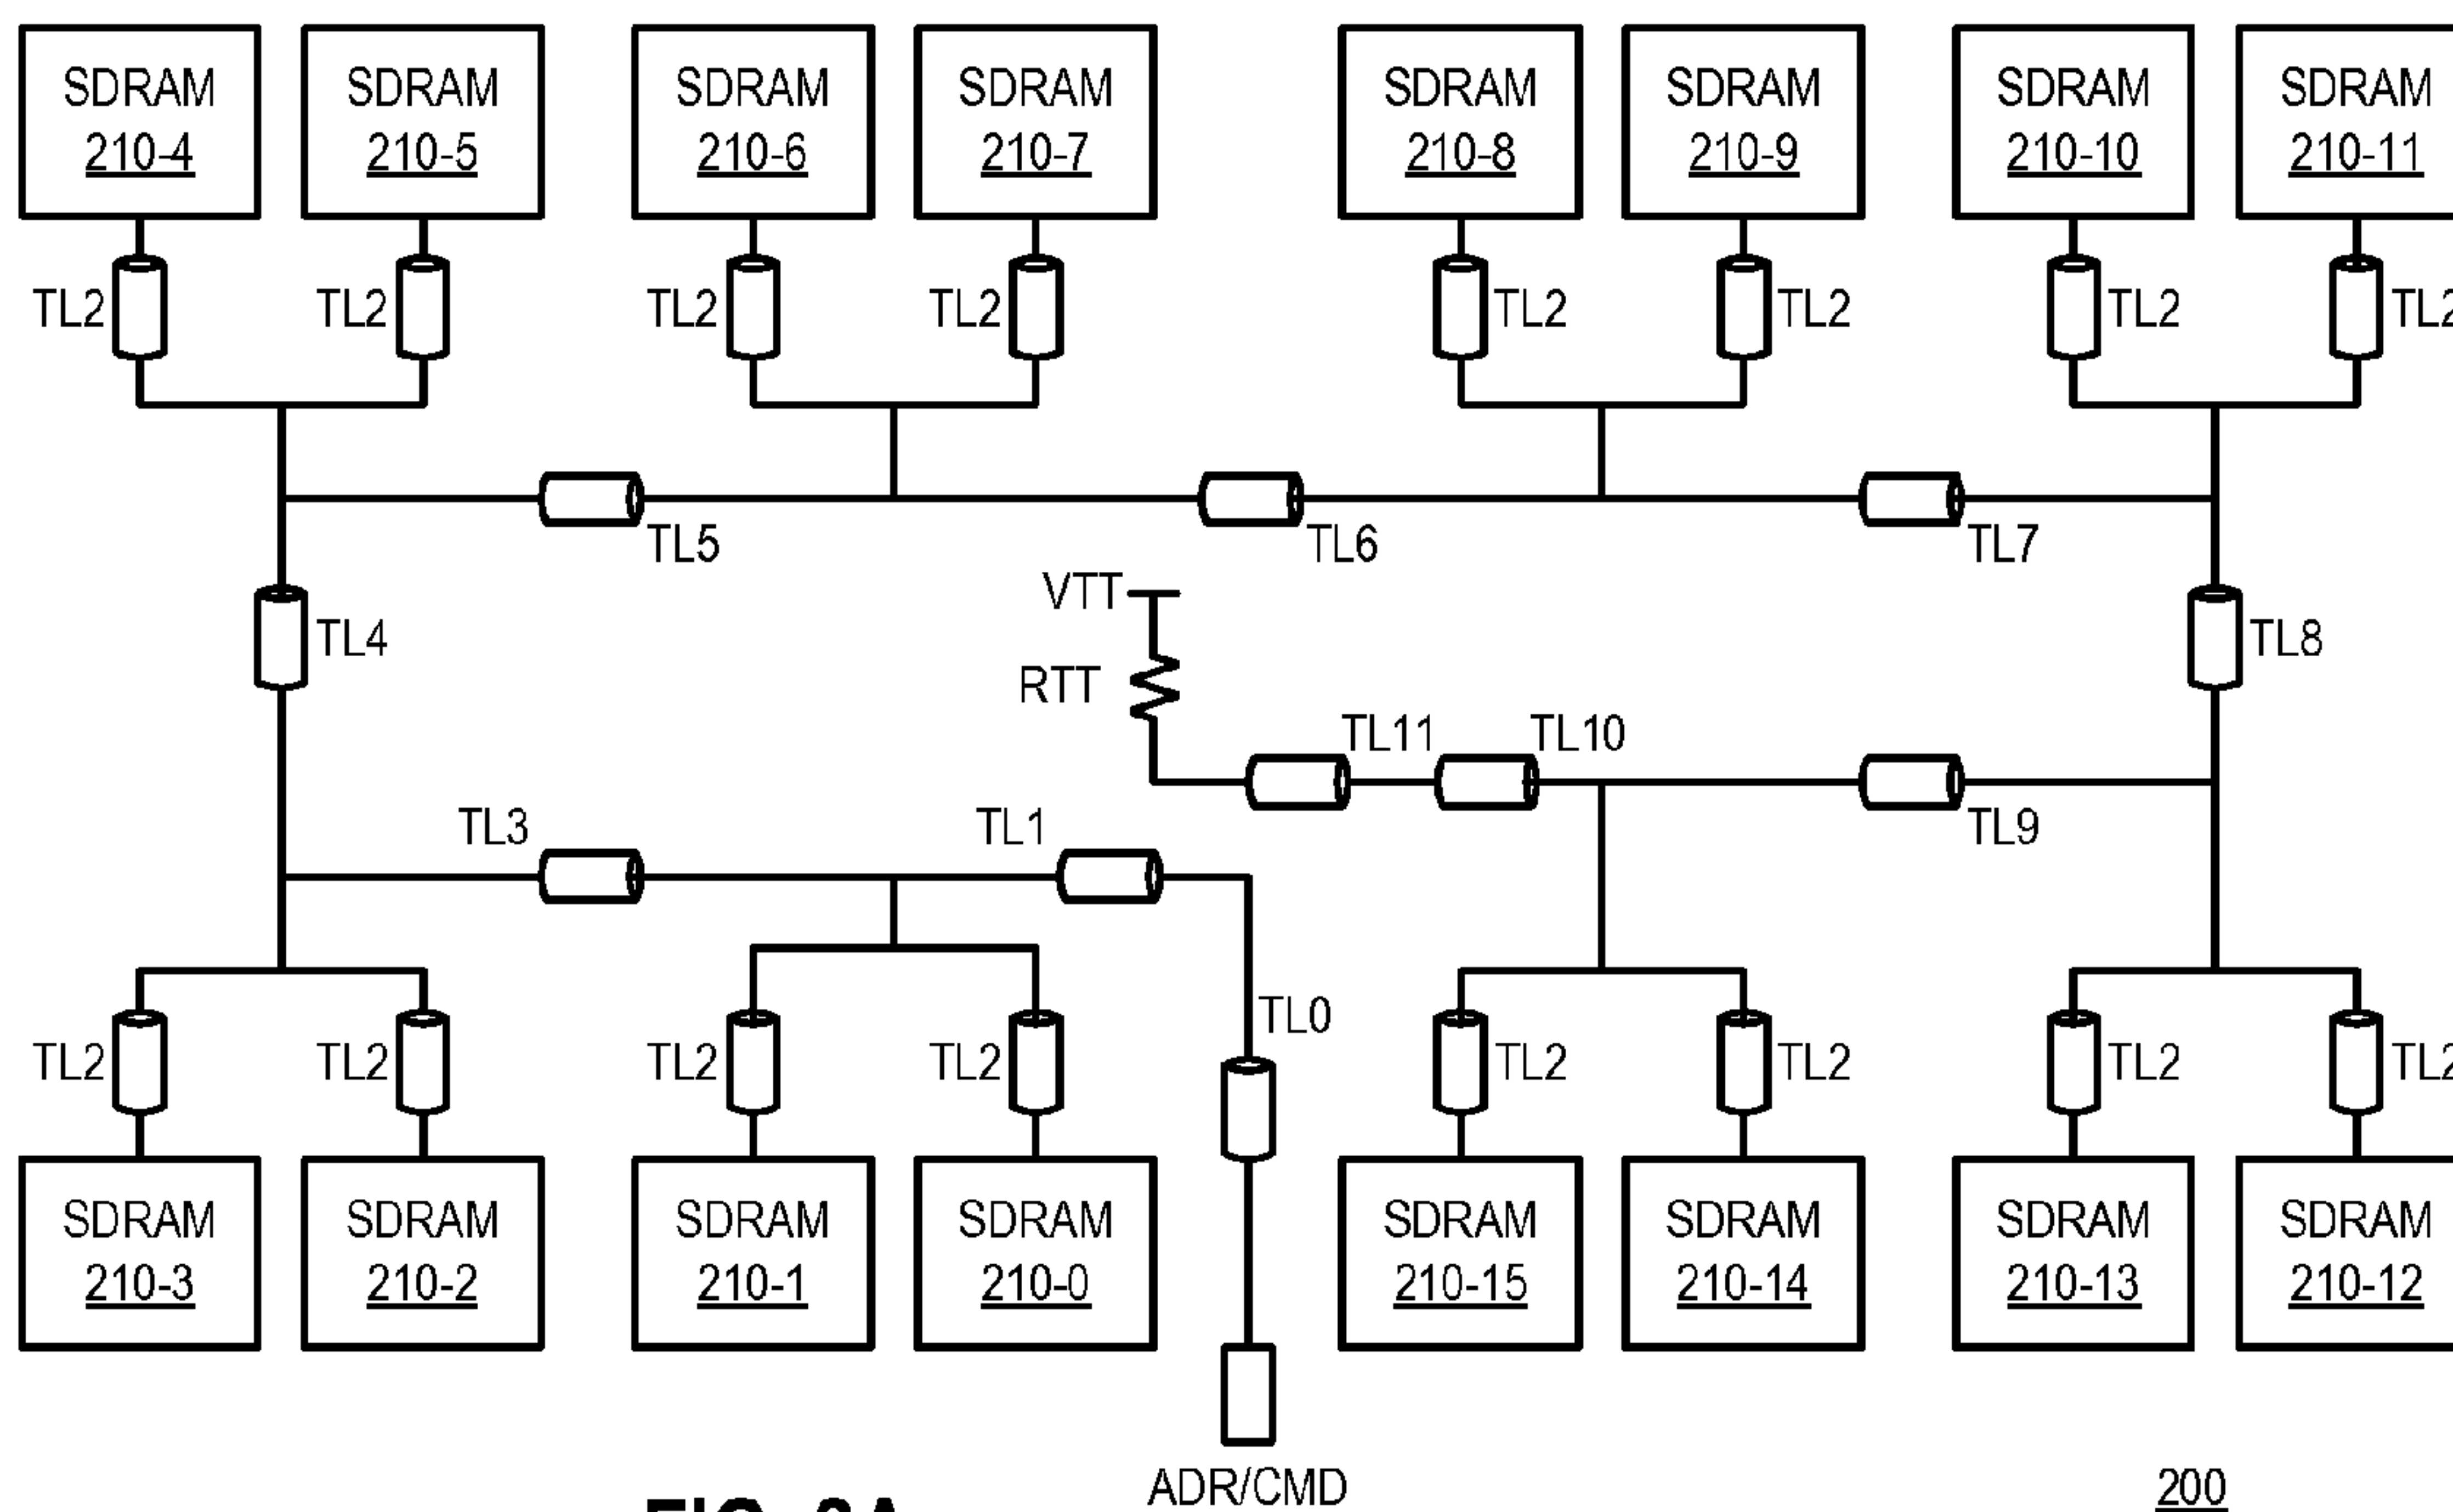 SDRAM SDRAM SDRAM SDRAM SDRAM SDRAM SDRAM SDRAM
210-4 210-5 210-6 210-7 210-8 210-9 210-10 210-11
TL2 TL2 TL2 TL2 TL2 TL2 TL2 TL2
TL5 TL6 TL7
VTT
TL4 TL8
RTT
TL11 TL10
TL3 TL1 TL9
TL0
TL2 TL2 TL2 TL2 TL2 TL2 TL2 TL2
SDRAM SDRAM SDRAM SDRAM SDRAM SDRAM SDRAM SDRAM
210-3 210-2 210-1 210-0 210-15 210-14 210-13 210-12
ADR/CMD 200